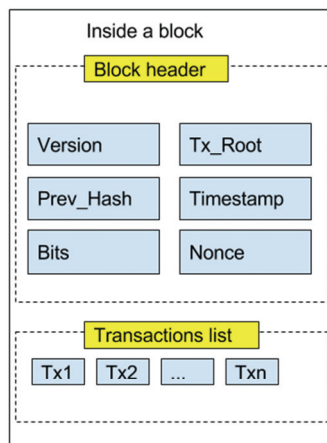 Inside a block
Block header
Version Tx_Root
Prev_Hash Timestamp
Bits Nonce
Transactions list
Tx1 Tx2 ... Txn